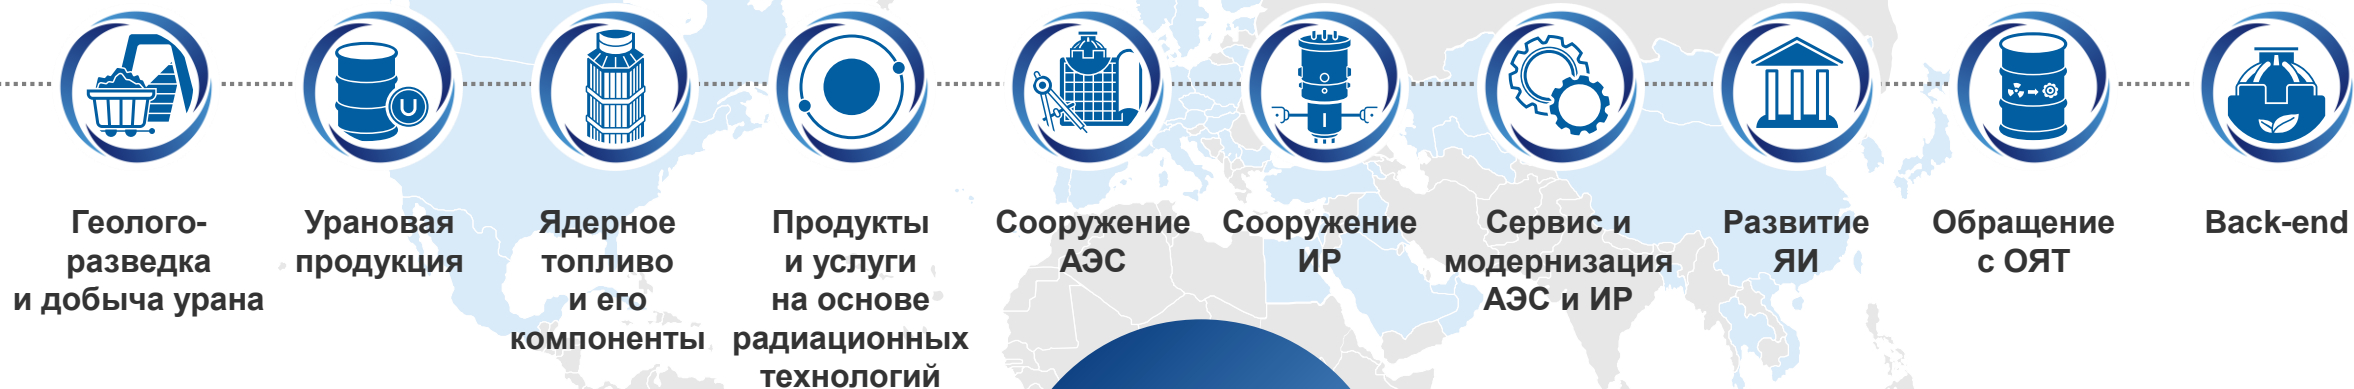 U
Геолого-
разведка
и добыча урана
Урановая
продукция
Ядерное
топливо
и его
компоненты
Продукты
и услуги
на основе
радиационных
технологий
Сооружение
АЭС
Сооружение
ИР
Сервис и
модернизация
АЭС и ИР
Развитие
ЯИ
Обращение
с ОЯТ
Back-end